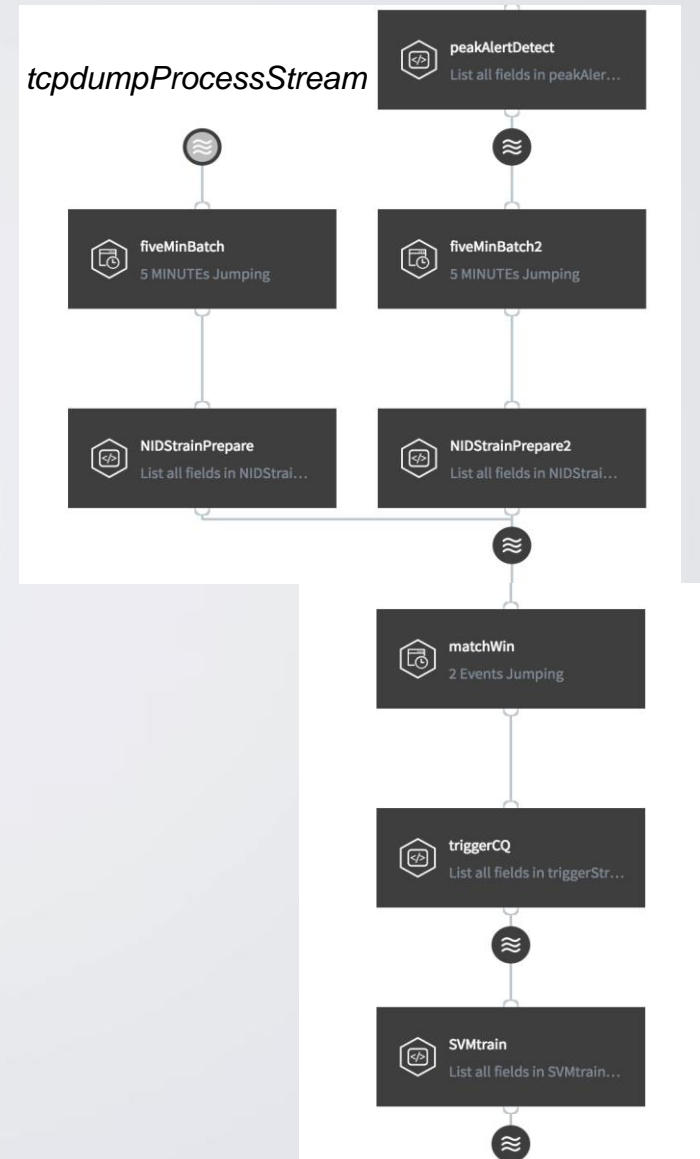 tcpdumpProcessStream
peakAlertDetect
List all fields in peakAler...
fiveMinBatch
5 MINUTEs Jumping
fiveMinBatch2
5 MINUTEs Jumping
NIDStrainPrepare
List all fields in NIDStrai...
NIDStrainPrepare2
List all fields in NIDStrai...
matchWin
2 Events Jumping
triggerCQ
List all fields in triggerStr...
SVMtrain
List all fields in SVMtrain...